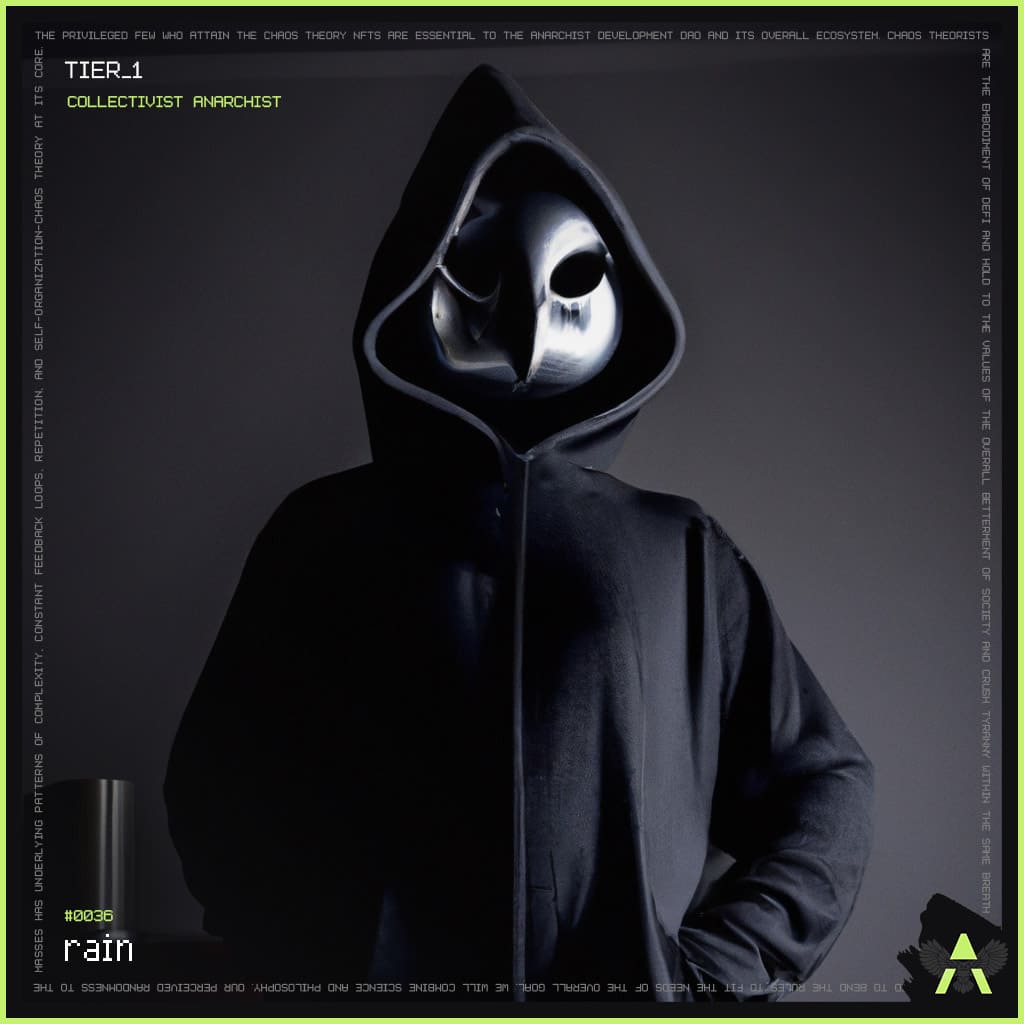 THE PRIVILEGED FEW WHO ATTAIN THE CHAOS THEORY NFTS ARE ESSENTIAL TO THE ANARCHIST DEVELOPMENT DAO AND ITS OVERALL ECOSYSTEM. CHAOS THEORISTS
ARE THE EMBODIMENT OF DEFI AND HOLD TO THE VALUES OF THE OVERALL BETTERMENT OF SOCIETY AND CRUSH TYRANNY WITHIN THE SAME BREATH
TO BEND THE RULES TO FIT THE NEEDS OF THE OVERALL GOAL. WE WILL COMBINE SCIENCE AND PHILOSOPHY. OUR PERCEIVED RANDOMNESS TO THE
MASSES HAS UNDERLYING PATTERNS OF COMPLEXITY, CONSTANT FEEDBACK LOOPS, REPETITION, AND SELF-ORGANIZATION-CHAOS THEORY AT ITS CORE.
TIER_1
COLLECTIVIST ANARCHIST
#0036
rain